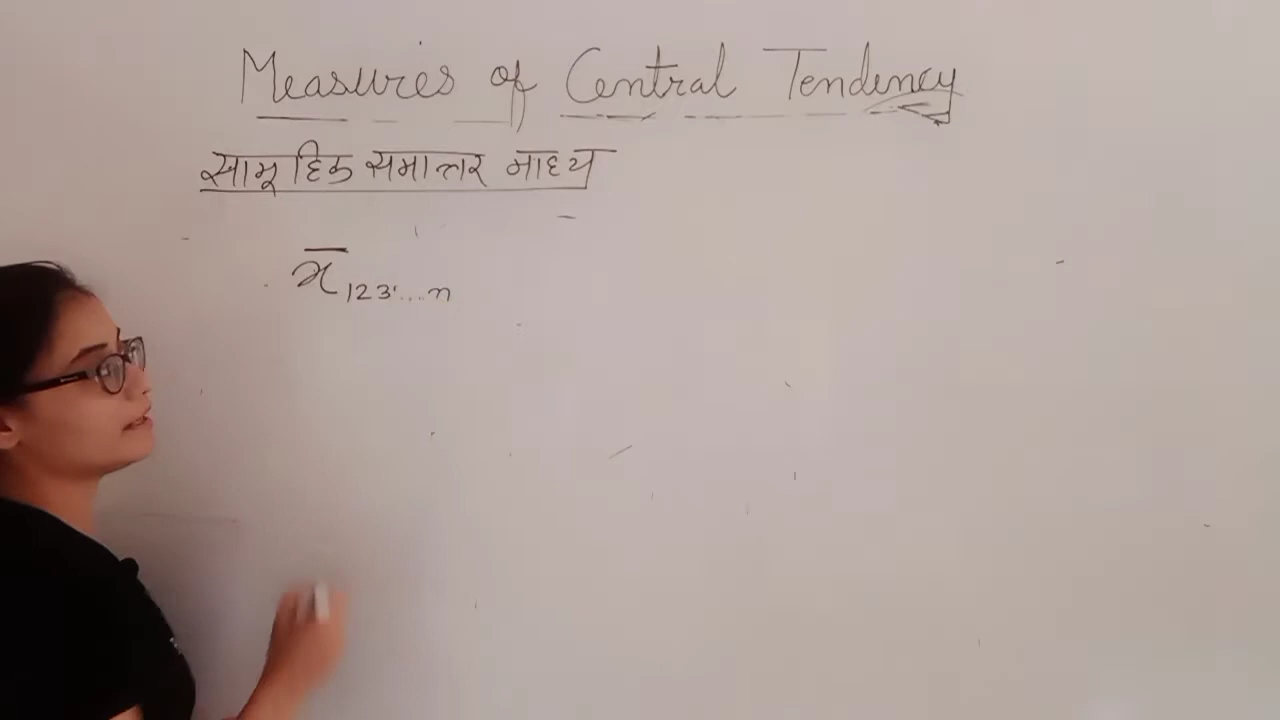 Measures of Central Tendency
सामूहिक समान्तर माध्य
x̄₁₂₃....n